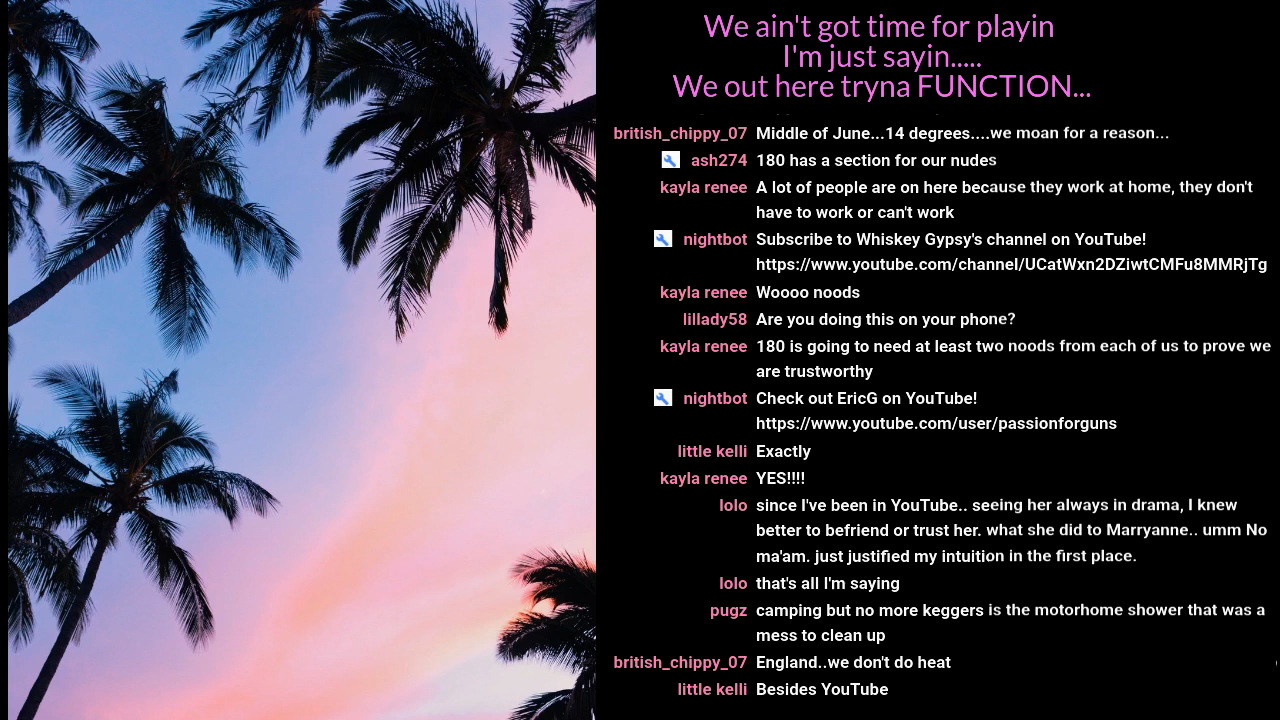 We ain't got time for playin
I'm just sayin.....
We out here tryna FUNCTION...
british_chippy_07 Middle of June...14 degrees....we moan for a reason...
ash274 180 has a section for our nudes
kayla renee A lot of people are on here because they work at home, they don't
have to work or can't work
nightbot Subscribe to Whiskey Gypsy's channel on YouTube!
https://www.youtube.com/channel/UCatWxn2DZiwtCMFu8MMRjTg
kayla renee Woooo noods
lillady58 Are you doing this on your phone?
kayla renee 180 is going to need at least two noods from each of us to prove we
are trustworthy
nightbot Check out EricG on YouTube!
https://www.youtube.com/user/passionforguns
little kelli Exactly
kayla renee YES!!!!
lolo since I've been in YouTube.. seeing her always in drama, I knew
better to befriend or trust her. what she did to Marryanne.. umm No
ma'am. just justified my intuition in the first place.
lolo that's all I'm saying
pugz camping but no more keggers is the motorhome shower that was a
mess to clean up
british_chippy_07 England..we don't do heat
little kelli Besides YouTube